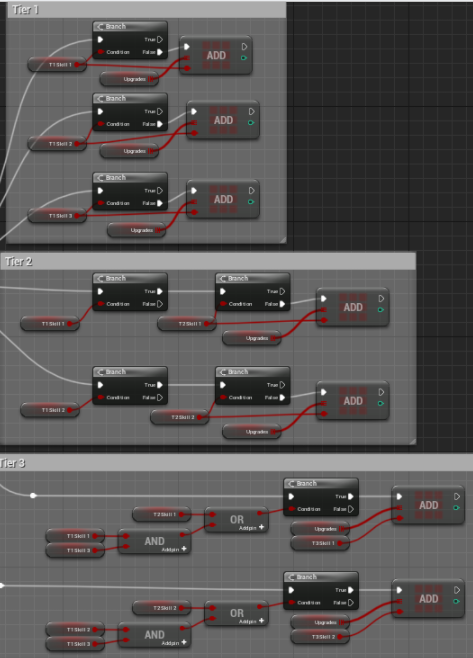 Tier 1
Branch
True
T1Skill 1
Condition False
ADD
Upgrades
Branch
True
ADD
T1Skill 2
Condition False
Upgrades
Branch
True
ADD
T1Skill 3
Condition False
Upgrades
Tier 2
Branch
Branch
True
True
Condition False
Condition False
ADD
T1Skill 1
T2Skill 1
Upgrades
Branch
Branch
True
True
Condition False
Condition False
ADD
T1Skill 2
T2Skill 2
Upgrades
Tier 3
Branch
True
ADD
T2Skill 1
OR
Condition False
Add pin +
Upgrades
T1Skill 1
AND
T1Skill 3
Add pin +
Branch
True
ADD
T2Skill 2
OR
Condition False
Add pin +
Upgrades
T1Skill 2
AND
T3Skill 2
T1Skill 3
Add pin +